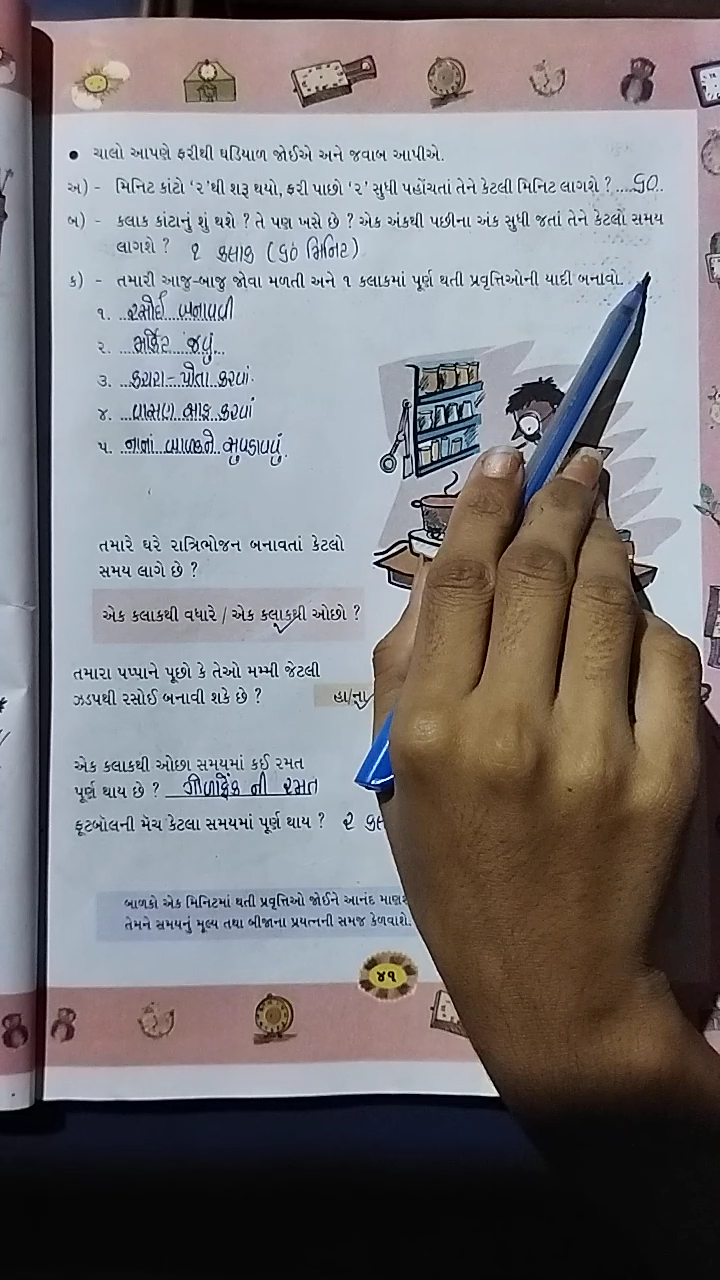 ● ચાલો આપણે ફરીથી ઘડિયાળ જોઈએ અને જવાબ આપીએ.
અ) - મિનિટ કાંટો ‘૨’થી શરૂ થયો, ફરી પાછો ‘૨’ સુધી પહોંચતાં તેને કેટલી મિનિટ લાગશે ? ....૬૦..
બ) - કલાક કાંટાનું શું થશે ? તે પણ ખસે છે ? એક અંકથી પછીના અંક સુધી જતાં તેને કેટલો સમય
લાગશે ? ૧ કલાક (૬૦ મિનિટ)
ક) - તમારી આજુ-બાજુ જોવા મળતી અને ૧ કલાકમાં પૂર્ણ થતી પ્રવૃત્તિઓની યાદી બનાવો.
૧. રસોઈ બનાવવી
૨. માર્કેટ જવું
૩. કચરા-પોતા કરવાં
૪. વાસણ સાફ કરવાં
૫. નાનાં બાળકને સુવડાવવું.
તમારે ઘરે રાત્રિભોજન બનાવતાં કેટલો
સમય લાગે છે ?
એક કલાકથી વધારે / એક કલાકથી ઓછો ? ✓
તમારા પપ્પાને પૂછો કે તેઓ મમ્મી જેટલી
ઝડપથી રસોઈ બનાવી શકે છે ? હા/ના ✓
એક કલાકથી ઓછા સમયમાં કઈ રમત
પૂર્ણ થાય છે ? ગીળફેંક ની રમત
ફૂટબૉલની મૅચ કેટલા સમયમાં પૂર્ણ થાય ? ૨
બાળકો એક મિનિટમાં થતી પ્રવૃત્તિઓ જોઈને આનંદ
તેમને સમયનું મૂલ્ય તથા બીજાના પ્રયત્નની સમજ કેળવાશે.
૪૧